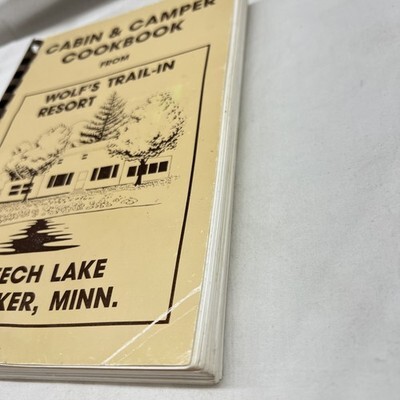 CABIN & CAMPER
COOKBOOK
FROM
WOLF'S TRAIL-IN
RESORT
ECH LAKE
KER, MINN.